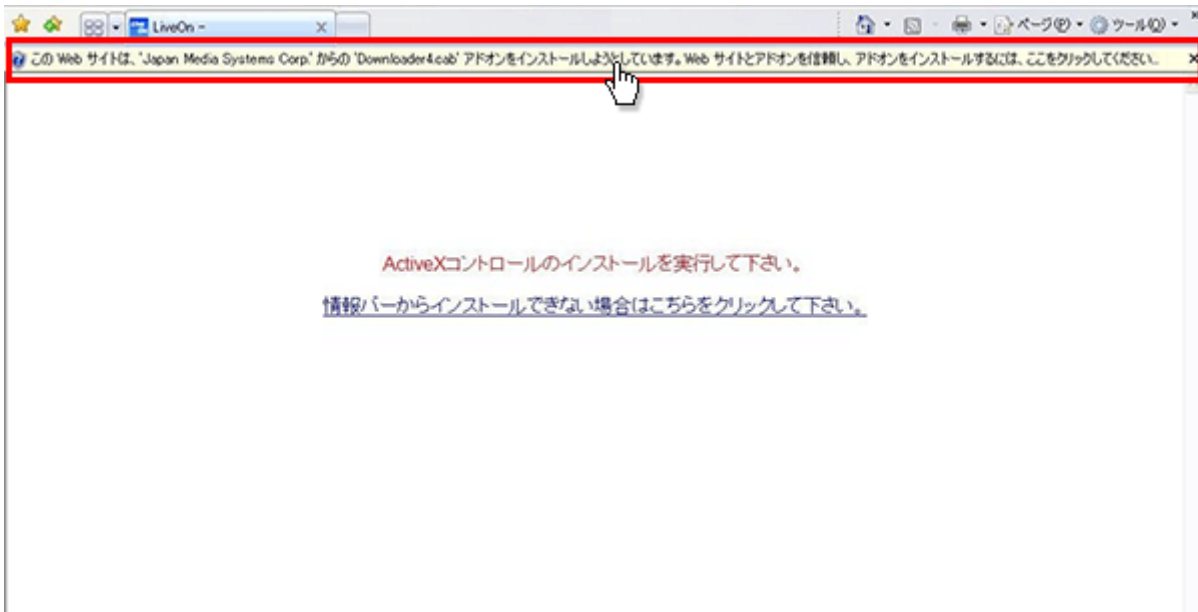 LiveOn -
ページ(P)
ツール(O)
この Web サイトは、'Japan Media Systems Corp.' からの 'Downloader4.cab' アドオンをインストールしようとしています。Web サイトとアドオンを信頼し、アドオンをインストールするには、ここをクリックしてください...
ActiveXコントロールのインストールを実行して下さい。
情報バーからインストールできない場合はこちらをクリックして下さい。